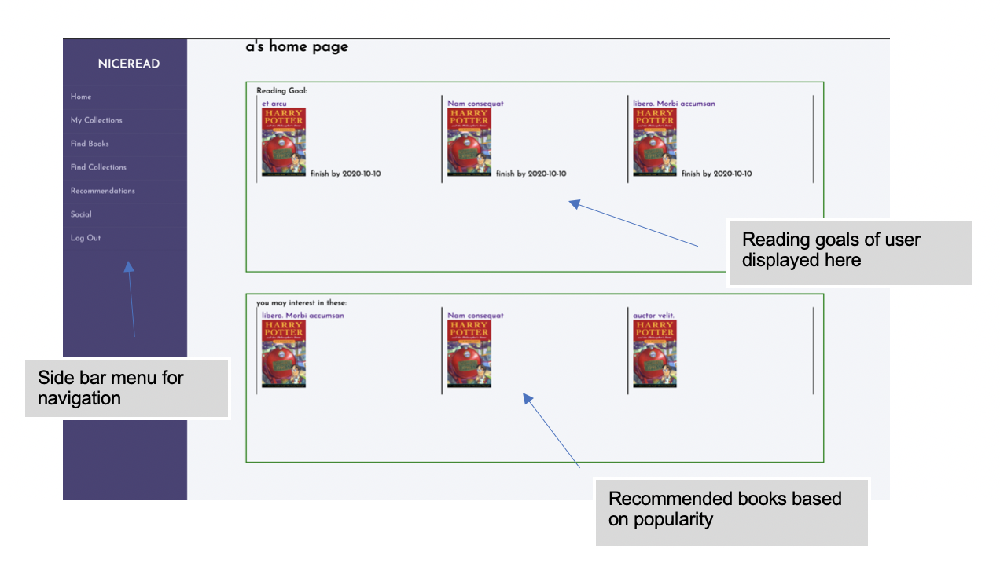 a's home page
NICEREAD
Home
My Collections
Find Books
Find Collections
Recommendations
Social
Log Out
Reading Goal:
et arcu
HARRY
POTTER
finish by 2020-10-10
Nam consequat
HARRY
POTTER
finish by 2020-10-10
libero. Morbi accumsan
HARRY
POTTER
finish by 2020-10-10
Reading goals of user
displayed here
you may interest in these:
libero. Morbi accumsan
HARRY
POTTER
Nam consequat
HARRY
POTTER
auctor velit.
HARRY
POTTER
Side bar menu for
navigation
Recommended books based
on popularity